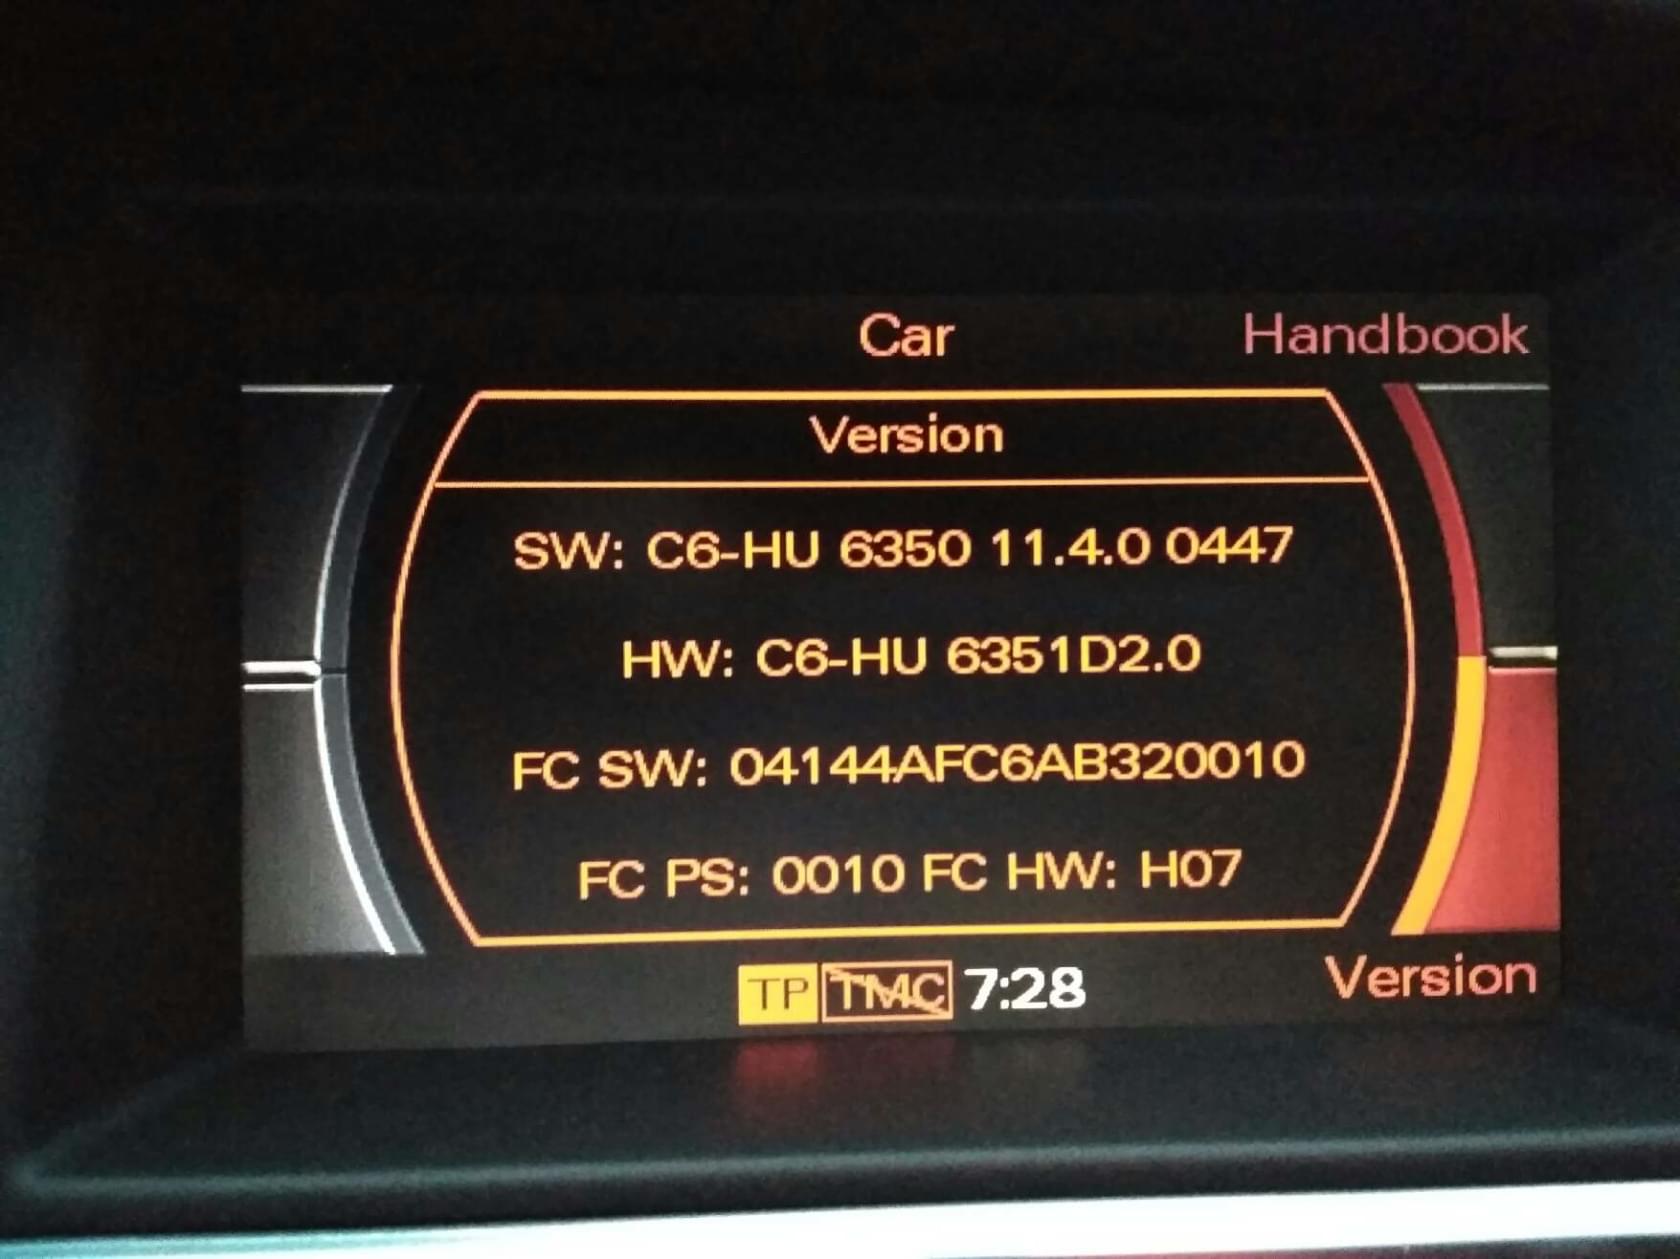 Car
Handbook
Version
SW: C6-HU 6350 11.4.0 0447
HW: C6-HU 6351D2.0
FC SW: 04144AFC6AB320010
FC PS: 0010 FC HW: H07
TP TMC 7:28
Version